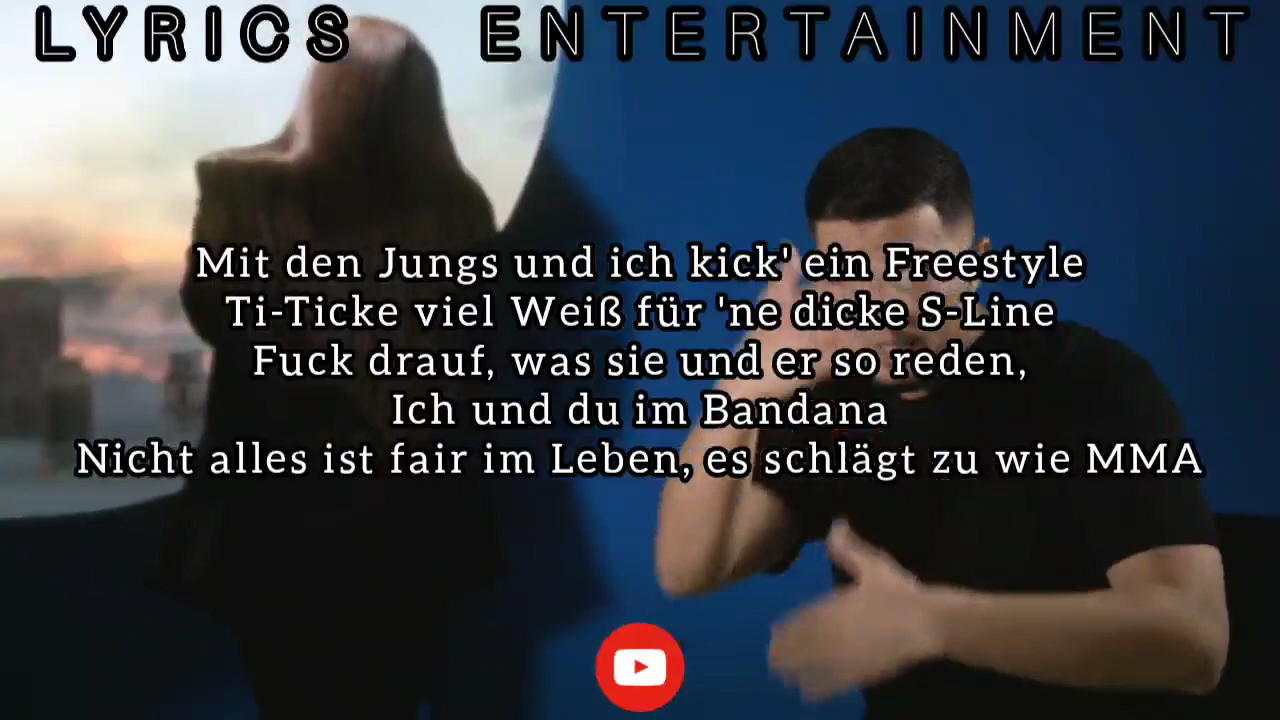 LYRICS ENTERTAINMENT
Mit den Jungs und ich kick' ein Freestyle
Ti-Ticke viel Weiß für 'ne dicke S-Line
Fuck drauf, was sie und er so reden,
Ich und du im Bandana
Nicht alles ist fair im Leben, es schlägt zu wie MMA